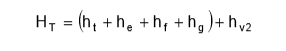 H_T = (h_t + h_e + h_f + h_g) + h_v2